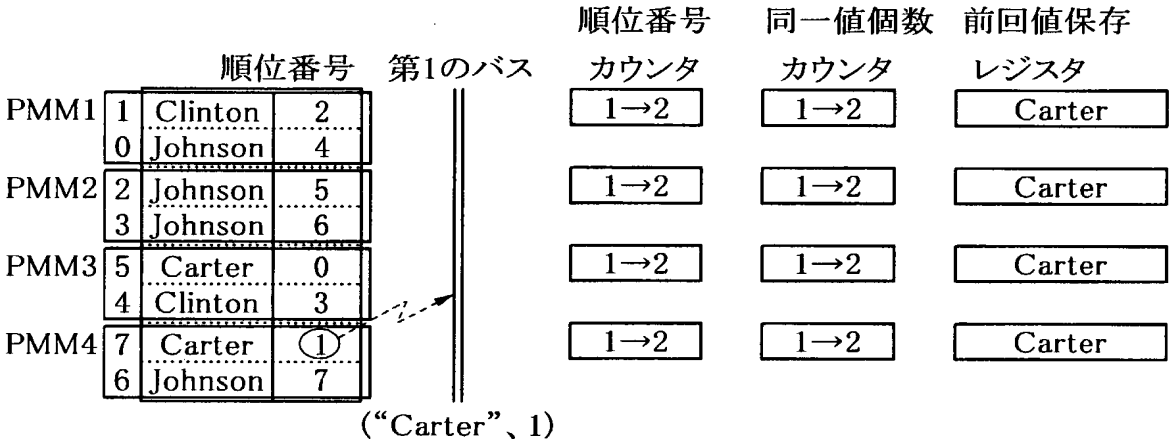 順位番号 同一値個数 前回値保存
順位番号 第1のバス カウンタ カウンタ レジスタ
PMM1 1 Clinton 2 1→2 1→2 Carter
0 Johnson 4
PMM2 2 Johnson 5 1→2 1→2 Carter
3 Johnson 6
PMM3 5 Carter 0 1→2 1→2 Carter
4 Clinton 3
PMM4 7 Carter 1 1→2 1→2 Carter
6 Johnson 7
(“Carter”、1)